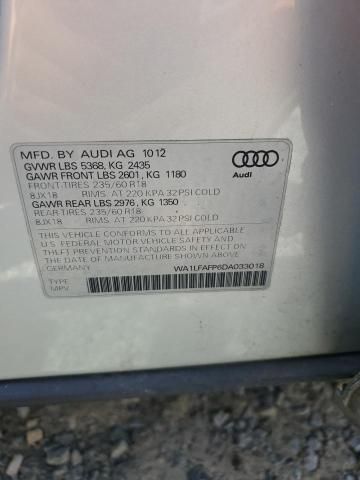 MFD. BY AUDI AG 10 12
GVWR LBS 5368, KG 2435
GAWR FRONT LBS 2601, KG 1180
FRONT-TIRES 235/60 R18
8JX18 RIMS, AT 220 KPA 32 PSI COLD
GAWR REAR LBS 2976, KG 1350
REAR TIRES 235/60 R18
8JX18 RIMS, AT 220 KPA 32 PSI COLD
Audi
THIS VEHICLE CONFORMS TO ALL APPLICABLE
U.S. FEDERAL MOTOR VEHICLE SAFETY AND
THEFT PREVENTION STANDARDS IN EFFECT ON
THE DATE OF MANUFACTURE SHOWN ABOVE.
GERMANY
WA1LFAFP6DA033018
TYPE
MPV